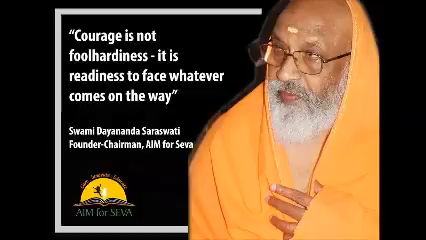 “Courage is not
foolhardiness - it is
readiness to face whatever
comes on the way”
Swami Dayananda Saraswati
Founder-Chairman, AIM for Seva
AIM for SEVA